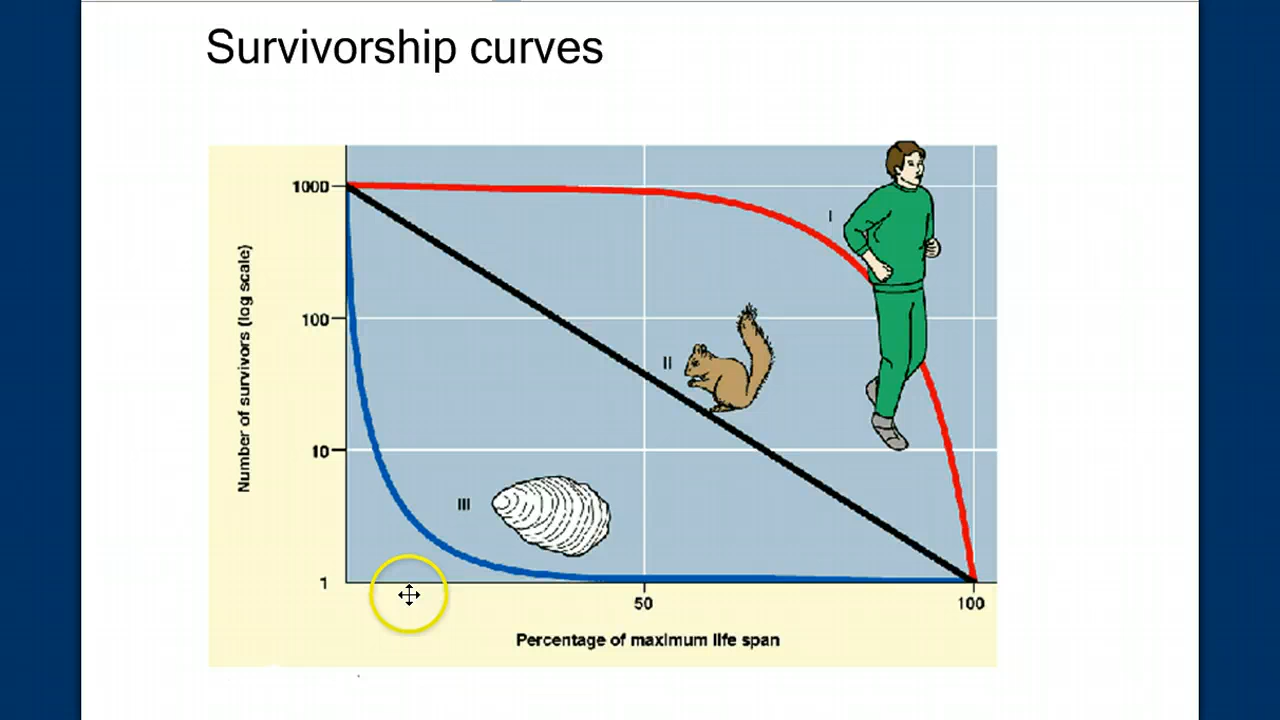 Survivorship curves
1000
100
10
1
Number of survivors (log scale)
I
II
III
50
100
Percentage of maximum life span